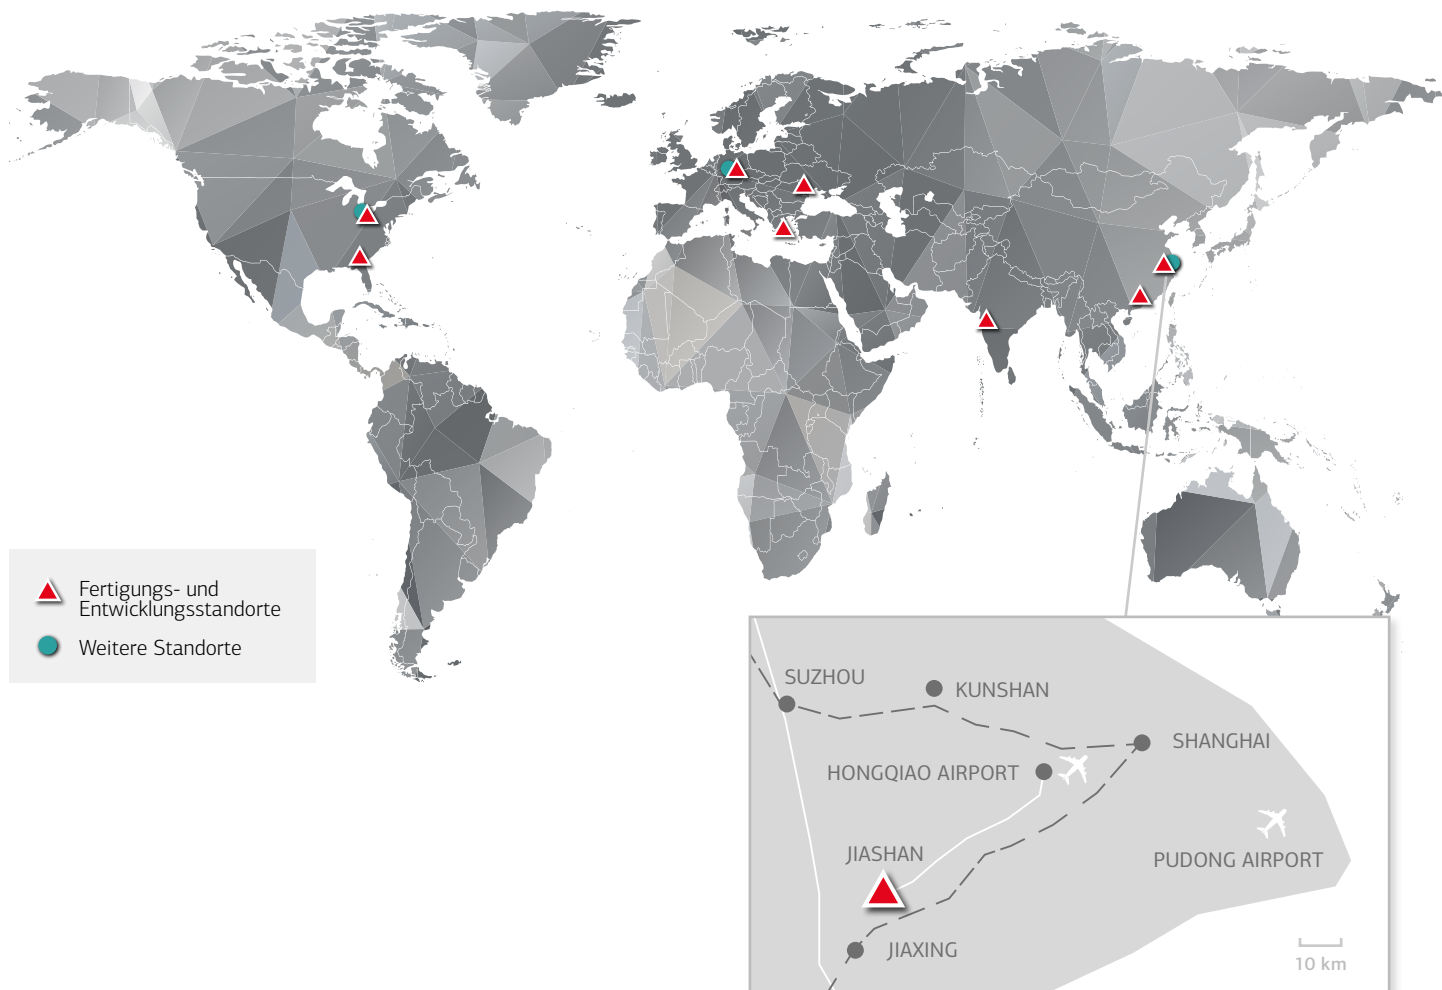 Fertigungs- und
Entwicklungsstandorte
Weitere Standorte
SUZHOU
KUNSHAN
SHANGHAI
HONGQIAO AIRPORT
JIASHAN
PUDONG AIRPORT
JIAXING
10 km